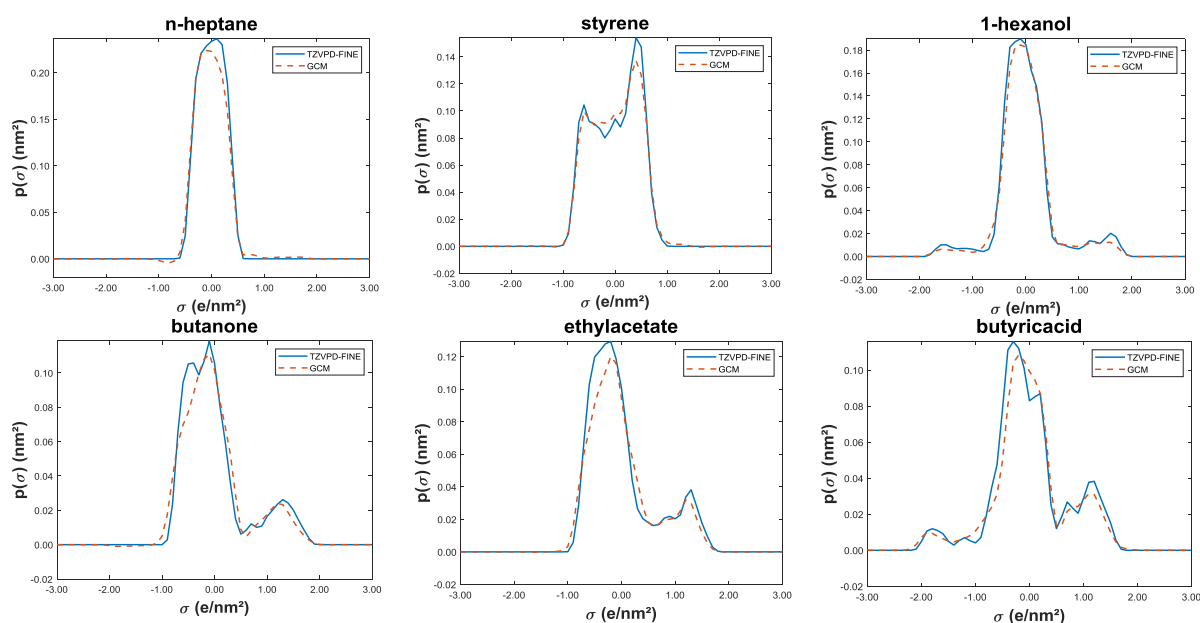 n-heptane
TZVPD-FINE
GCM
0.20
0.15
0.10
0.05
0.00
-3.00 -2.00 -1.00 0.00 1.00 2.00 3.00
p(σ) (nm²)
σ (e/nm²)
styrene
TZVPD-FINE
GCM
0.14
0.12
0.10
0.08
0.06
0.04
0.02
0.00
-0.02
-3.00 -2.00 -1.00 0.00 1.00 2.00 3.00
p(σ) (nm²)
σ (e/nm²)
1-hexanol
TZVPD-FINE
GCM
0.18
0.16
0.14
0.12
0.10
0.08
0.06
0.04
0.02
0.00
-0.02
-3.00 -2.00 -1.00 0.00 1.00 2.00 3.00
p(σ) (nm²)
σ (e/nm²)
butanone
TZVPD-FINE
GCM
0.10
0.08
0.06
0.04
0.02
0.00
-0.02
-3.00 -2.00 -1.00 0.00 1.00 2.00 3.00
p(σ) (nm²)
σ (e/nm²)
ethylacetate
TZVPD-FINE
GCM
0.12
0.10
0.08
0.06
0.04
0.02
0.00
-0.02
-3.00 -2.00 -1.00 0.00 1.00 2.00 3.00
p(σ) (nm²)
σ (e/nm²)
butyricacid
TZVPD-FINE
GCM
0.10
0.08
0.06
0.04
0.02
0.00
-0.02
-3.00 -2.00 -1.00 0.00 1.00 2.00 3.00
p(σ) (nm²)
σ (e/nm²)